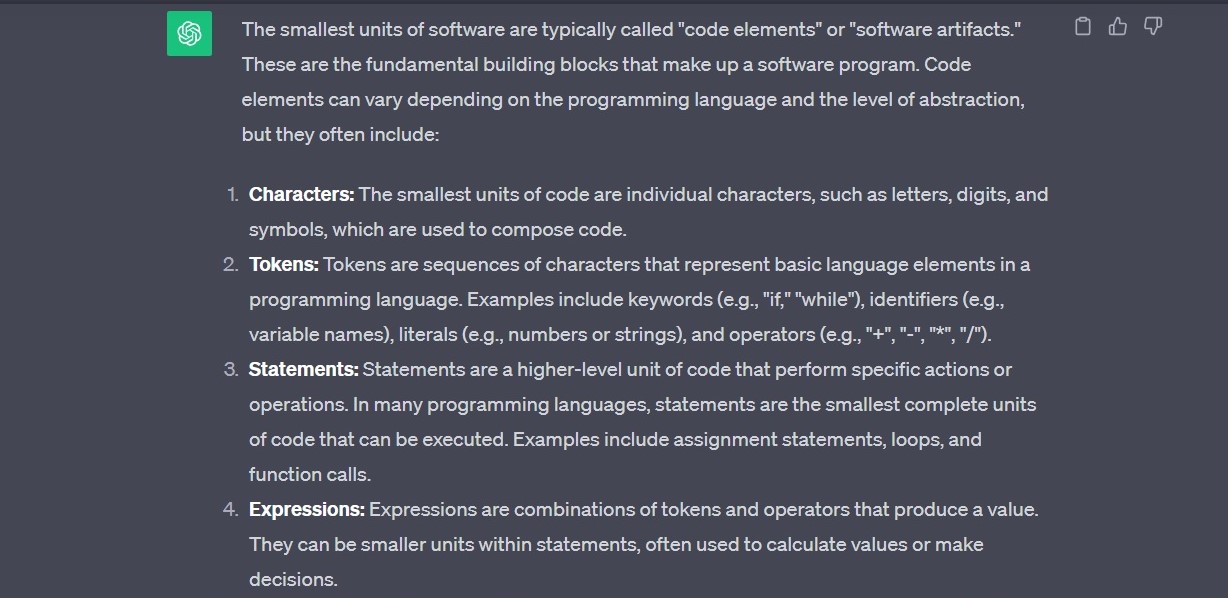 The smallest units of software are typically called "code elements" or "software artifacts."
These are the fundamental building blocks that make up a software program. Code
elements can vary depending on the programming language and the level of abstraction,
but they often include:
1. Characters: The smallest units of code are individual characters, such as letters, digits, and
symbols, which are used to compose code.
2. Tokens: Tokens are sequences of characters that represent basic language elements in a
programming language. Examples include keywords (e.g., "if," "while"), identifiers (e.g.,
variable names), literals (e.g., numbers or strings), and operators (e.g., "+", "-", "*", "/").
3. Statements: Statements are a higher-level unit of code that perform specific actions or
operations. In many programming languages, statements are the smallest complete units
of code that can be executed. Examples include assignment statements, loops, and
function calls.
4. Expressions: Expressions are combinations of tokens and operators that produce a value.
They can be smaller units within statements, often used to calculate values or make
decisions.